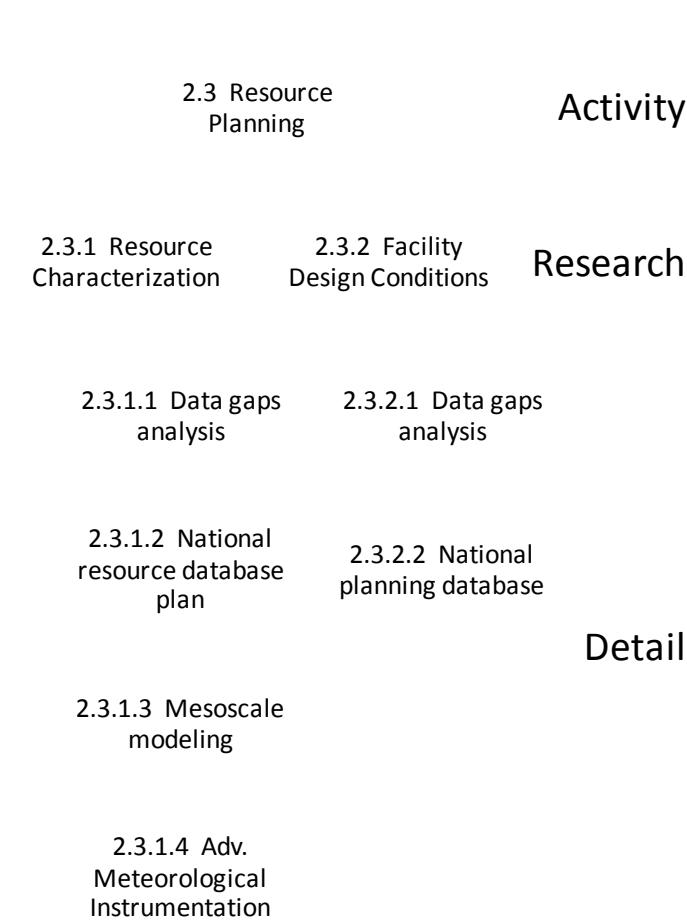 2.3 Resource
Planning
Activity
2.3.1 Resource
Characterization
2.3.2 Facility
Design Conditions
Research
2.3.1.1 Data gaps
analysis
2.3.2.1 Data gaps
analysis
2.3.1.2 National
resource database
plan
2.3.2.2 National
planning database
Detail
2.3.1.3 Mesoscale
modeling
2.3.1.4 Adv.
Meteorological
Instrumentation